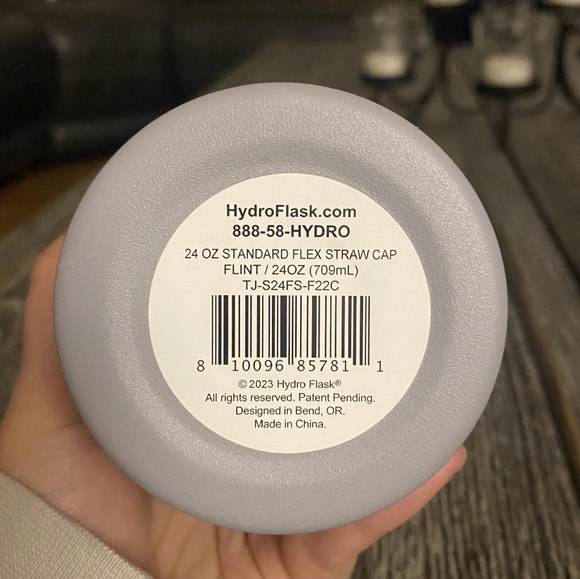 HydroFlask.com
888-58-HYDRO
24 OZ STANDARD FLEX STRAW CAP
FLINT / 24OZ (709mL)
TJ-S24FS-F22C
8 10096 85781 1
© 2023 Hydro Flask®
All rights reserved. Patent Pending.
Designed in Bend, OR.
Made in China.